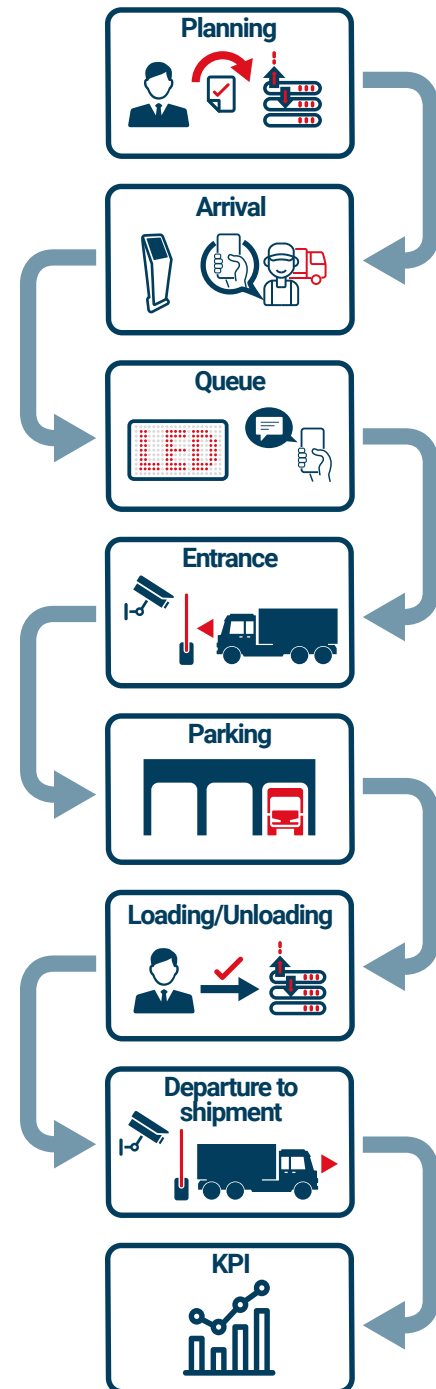 Planning
Arrival
Queue
LED
Entrance
Parking
Loading/Unloading
Departure to
shipment
KPI